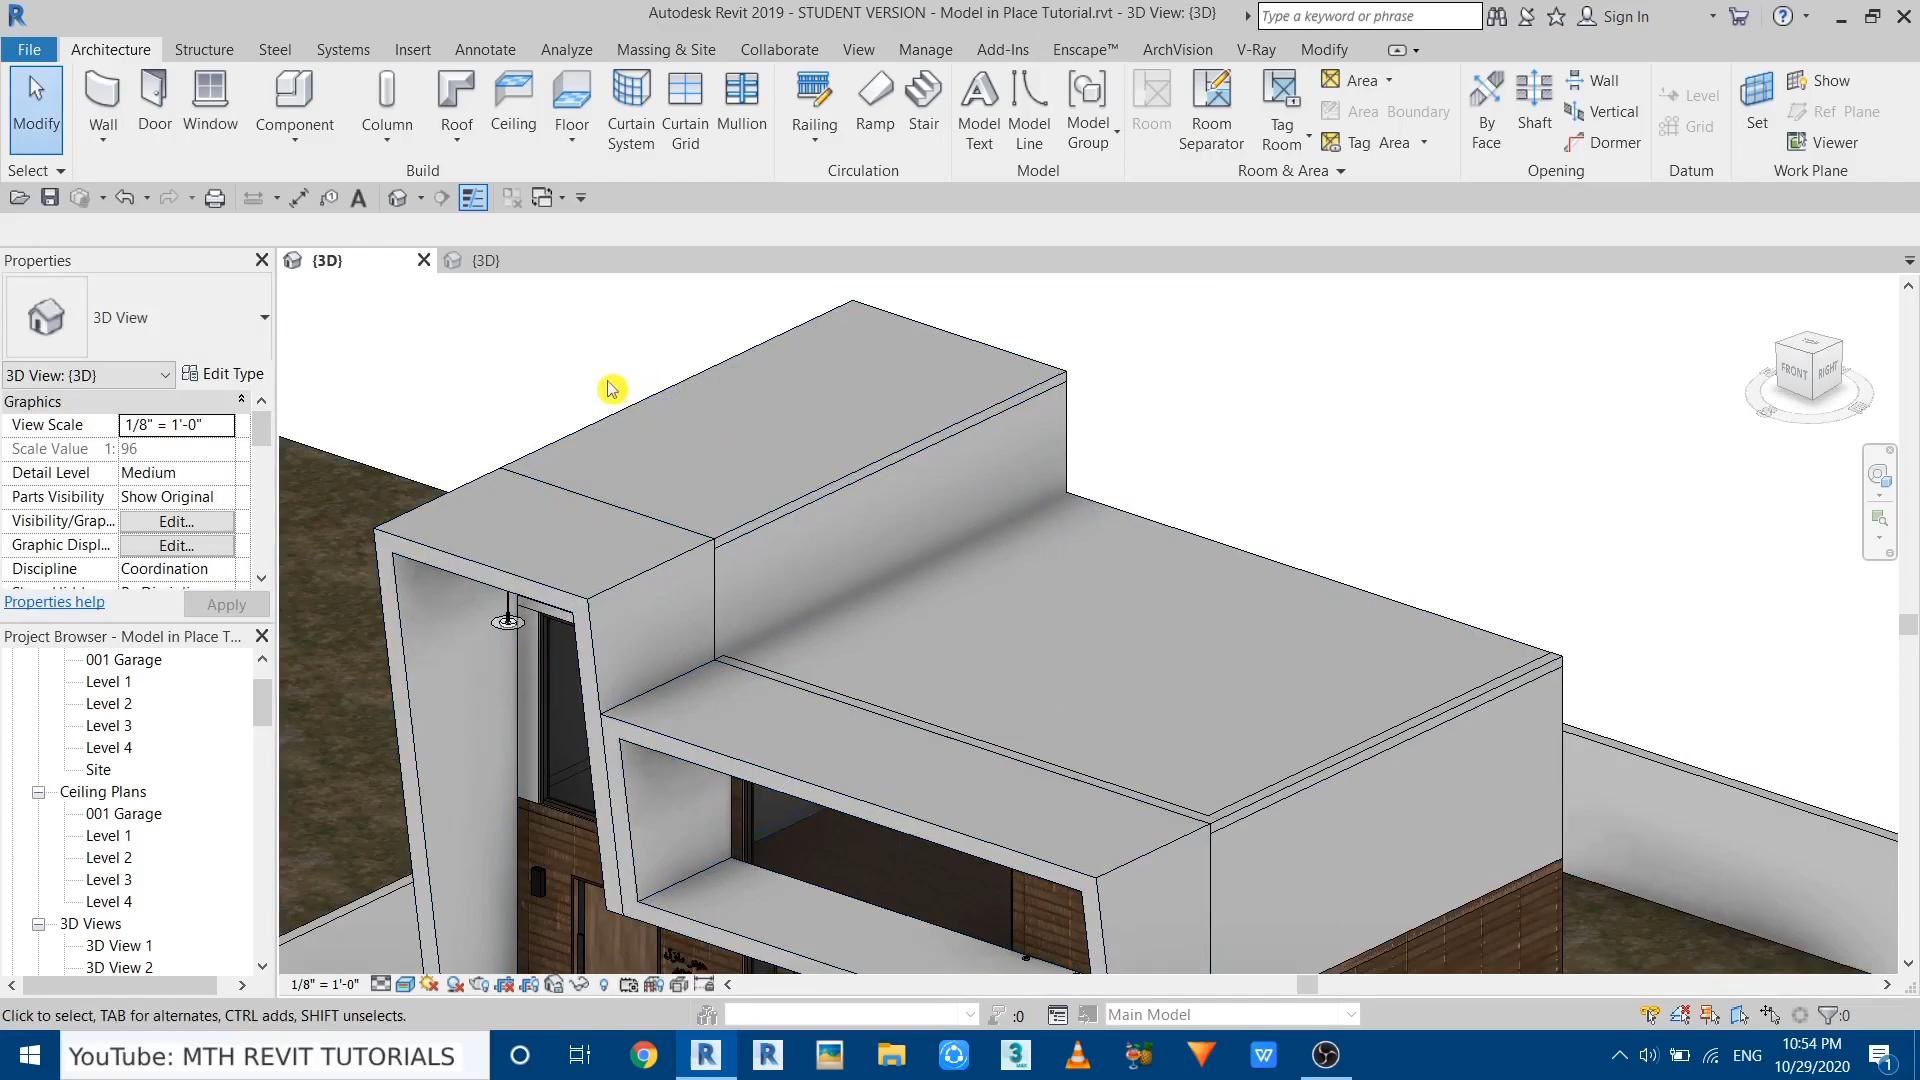 Autodesk Revit 2019 - STUDENT VERSION - Model in Place Tutorial.rvt - 3D View: {3D}
Type a keyword or phrase
Sign In
File Architecture Structure Steel Systems Insert Annotate Analyze Massing & Site Collaborate View Manage Add-Ins Enscape™ ArchVision V-Ray Modify
Modify Wall Door Window Component Column Roof Ceiling Floor Curtain System Curtain Grid Mullion Railing Ramp Stair Model Text Model Line Model Group Room Room Separator Tag Room Area Area Boundary Tag Area By Face Shaft Wall Vertical Dormer Level Grid Set Show Ref Plane Viewer
Select Build Circulation Model Room & Area Opening Datum Work Plane
Properties
{3D}
{3D}
3D View
3D View: {3D} Edit Type
Graphics
View Scale 1/8" = 1'-0"
Scale Value 1: 96
Detail Level Medium
Parts Visibility Show Original
Visibility/Grap... Edit...
Graphic Displ... Edit...
Discipline Coordination
Properties help Apply
Project Browser - Model in Place T...
001 Garage
Level 1
Level 2
Level 3
Level 4
Site
Ceiling Plans
001 Garage
Level 1
Level 2
Level 3
Level 4
3D Views
3D View 1
3D View 2
TOP
FRONT RIGHT
1/8" = 1'-0"
Click to select, TAB for alternates, CTRL adds, SHIFT unselects.
:0
Main Model
:0
YouTube: MTH REVIT TUTORIALS
ENG
10:54 PM
10/29/2020
1